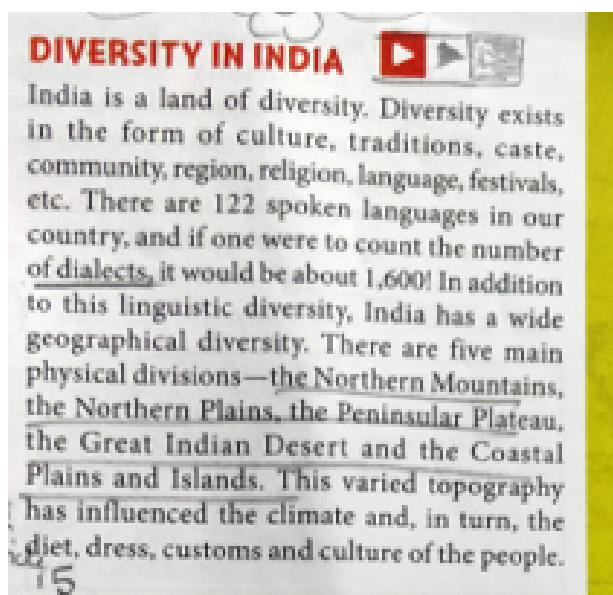 DIVERSITY IN INDIA
India is a land of diversity. Diversity exists
in the form of culture, traditions, caste,
community, region, religion, language, festivals,
etc. There are 122 spoken languages in our
country, and if one were to count the number
of dialects, it would be about 1,600! In addition
to this linguistic diversity, India has a wide
geographical diversity. There are five main
physical divisions—the Northern Mountains,
the Northern Plains, the Peninsular Plateau,
the Great Indian Desert and the Coastal
Plains and Islands. This varied topography
has influenced the climate and, in turn, the
diet, dress, customs and culture of the people.
15